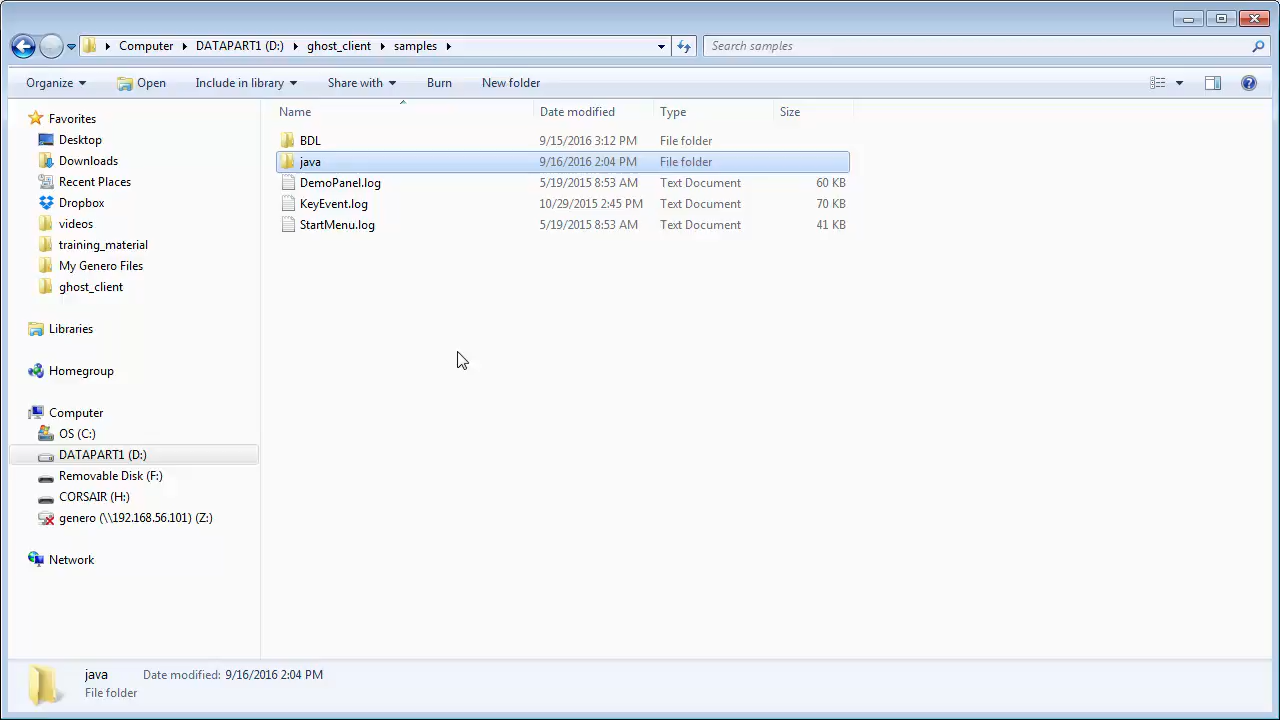 Computer DATAPART1 (D:) ghost_client samples Search samples
Organize Open Include in library Share with Burn New folder
Name Date modified Type Size
BDL 9/15/2016 3:12 PM File folder
java 9/16/2016 2:04 PM File folder
DemoPanel.log 5/19/2015 8:53 AM Text Document 60 KB
KeyEvent.log 10/29/2015 2:45 PM Text Document 70 KB
StartMenu.log 5/19/2015 8:53 AM Text Document 41 KB
Favorites
Desktop
Downloads
Recent Places
Dropbox
videos
training_material
My Genero Files
ghost_client
Libraries
Homegroup
Computer
OS (C:)
DATAPART1 (D:)
Removable Disk (F:)
CORSAIR (H:)
genero (\\192.168.56.101) (Z:)
Network
java Date modified: 9/16/2016 2:04 PM
File folder